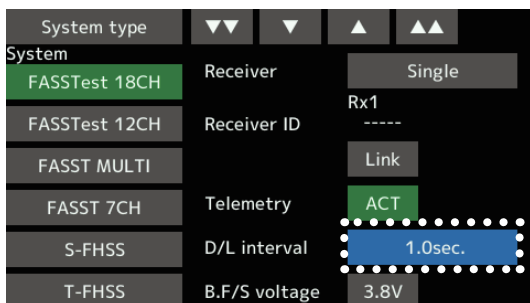 System type ▼▼ ▼ ▲ ▲▲
System
FASSTest 18CH Receiver Single
Rx1
FASSTest 12CH Receiver ID -----
FASST MULTI Link
FASST 7CH Telemetry ACT
S-FHSS D/L interval 1.0sec.
T-FHSS B.F/S voltage 3.8V